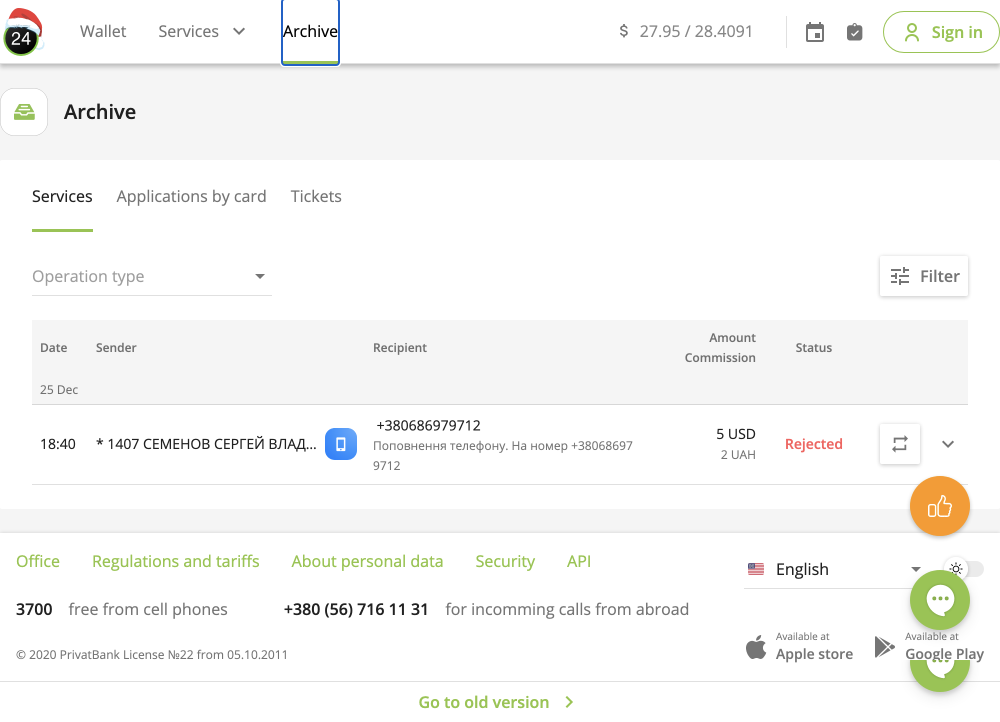 24
Wallet
Services
Archive
$ 27.95 / 28.4091
Sign in
Archive
Services
Applications by card
Tickets
Operation type
Filter
Date
Sender
Recipient
Amount
Commission
Status
25 Dec
18:40
* 1407 СЕМЕНОВ СЕРГЕЙ ВЛАД...
+380686979712
Поповнення телефону. На номер +38068697
9712
5 USD
2 UAH
Rejected
Office
Regulations and tariffs
About personal data
Security
API
English
3700 free from cell phones
+380 (56) 716 11 31 for incomming calls from abroad
© 2020 PrivatBank License №22 from 05.10.2011
Available at
Apple store
Available at
Google Play
Go to old version